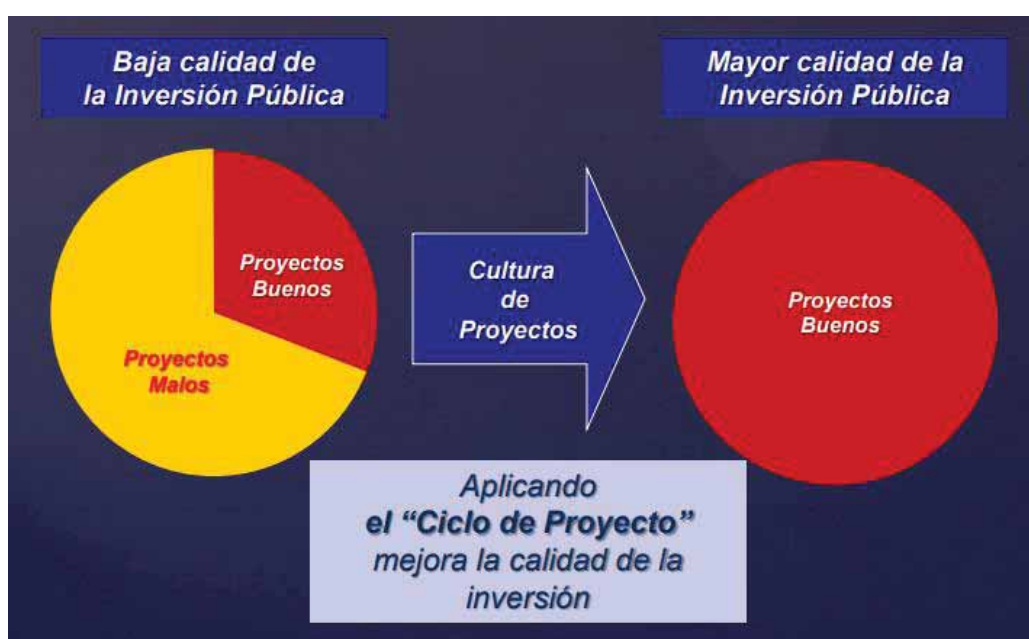 Baja calidad de
la Inversión Pública
Mayor calidad de la
Inversión Pública
Proyectos
Buenos
Proyectos
Malos
Cultura
de
Proyectos
Proyectos
Buenos
Aplicando
el “Ciclo de Proyecto”
mejora la calidad de la
inversión